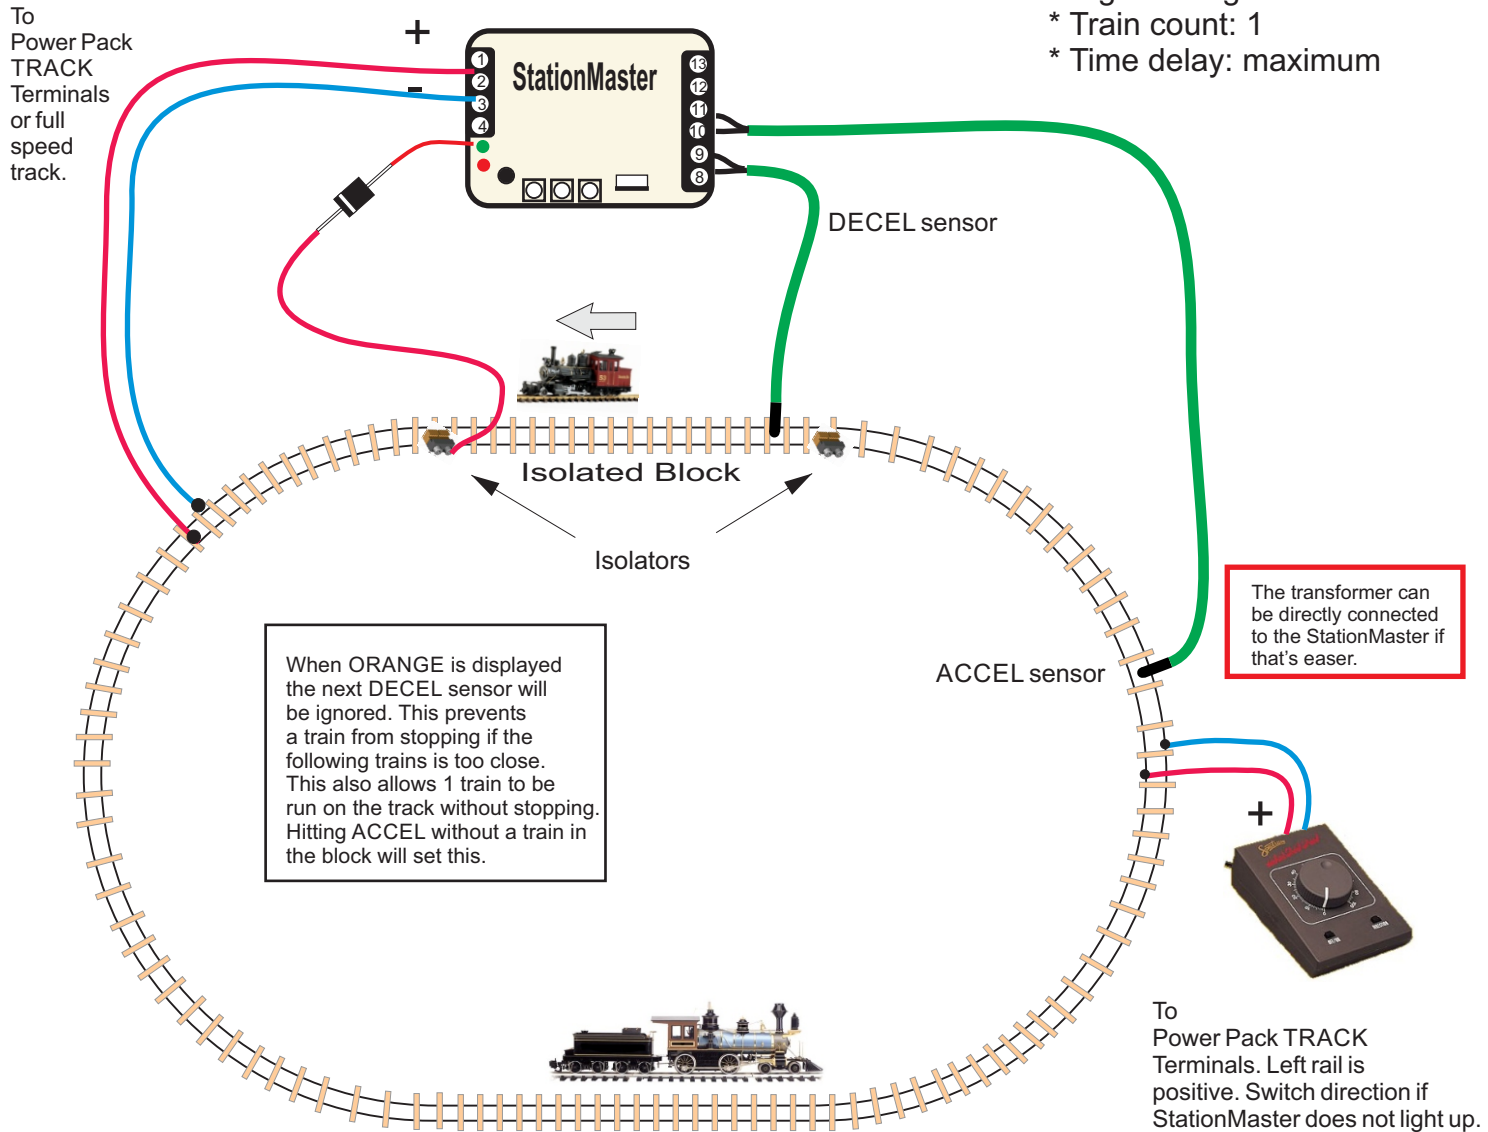 To
Power Pack
TRACK
Terminals
or full
speed
track.
+
-
1
2
3
4
StationMaster
13
12
11
10
9
8
* Train count: 1
* Time delay: maximum
DECEL sensor
Isolated Block
Isolators
The transformer can
be directly connected
to the StationMaster if
that's easer.
ACCEL sensor
When ORANGE is displayed
the next DECEL sensor will
be ignored. This prevents
a train from stopping if the
following trains is too close.
This also allows 1 train to be
run on the track without stopping.
Hitting ACCEL without a train in
the block will set this.
+
To
Power Pack TRACK
Terminals. Left rail is
positive. Switch direction if
StationMaster does not light up.